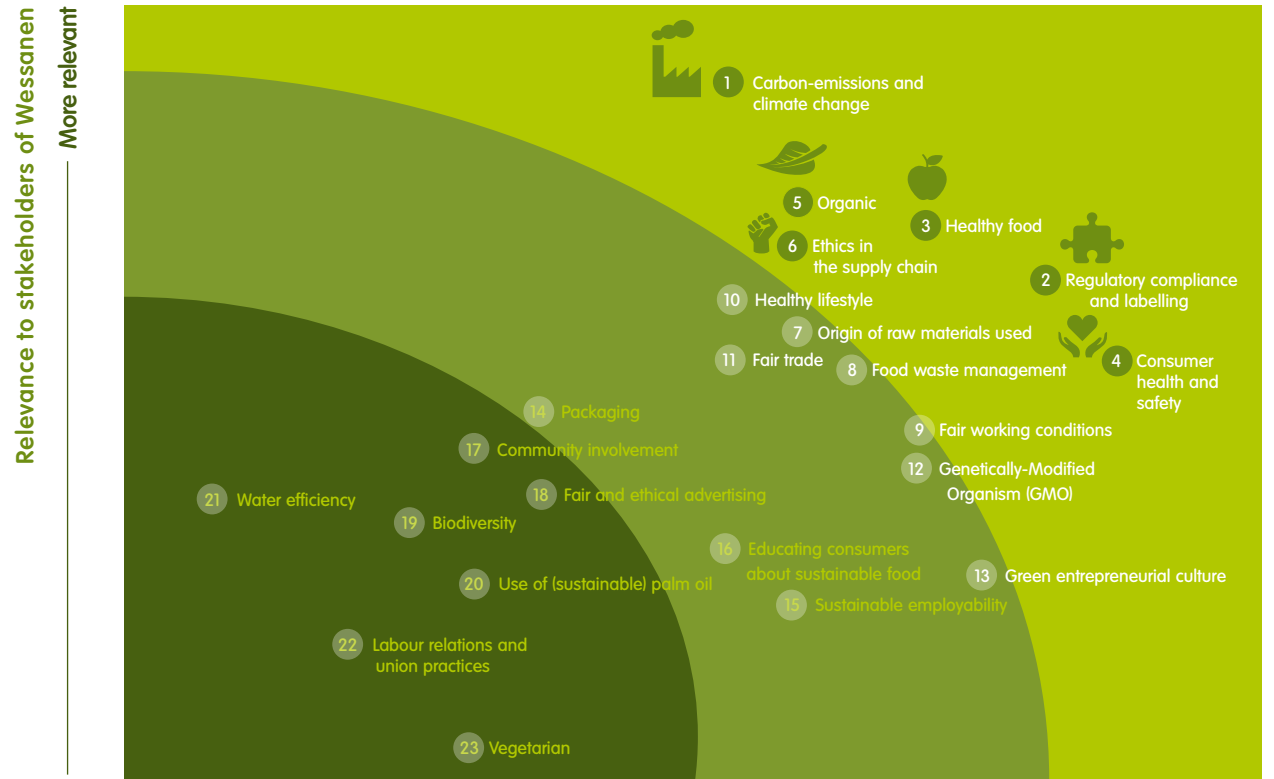 Relevance to stakeholders of Wessanen
More relevant
1 Carbon-emissions and
climate change
5 Organic
3 Healthy food
6 Ethics in
the supply chain
2 Regulatory compliance
and labelling
10 Healthy lifestyle
7 Origin of raw materials used
11 Fair trade
8 Food waste management
4 Consumer
health and
safety
14 Packaging
9 Fair working conditions
17 Community involvement
12 Genetically-Modified
Organism (GMO)
18 Fair and ethical advertising
21 Water efficiency
19 Biodiversity
16 Educating consumers
about sustainable food
13 Green entrepreneurial culture
20 Use of (sustainable) palm oil
15 Sustainable employability
22 Labour relations and
union practices
23 Vegetarian